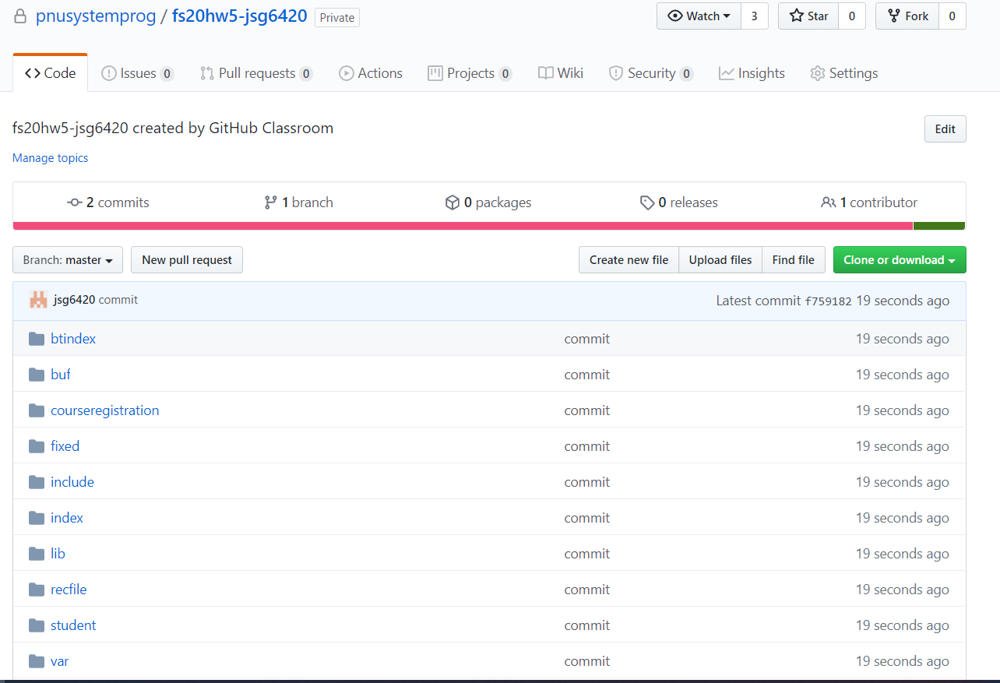 pnusystemprog / fs20hw5-jsg6420 Private Watch 3 Star 0 Fork 0
Code Issues 0 Pull requests 0 Actions Projects 0 Wiki Security 0 Insights Settings
fs20hw5-jsg6420 created by GitHub Classroom Edit
Manage topics
2 commits 1 branch 0 packages 0 releases 1 contributor
Branch: master New pull request Create new file Upload files Find file Clone or download
jsg6420 commit Latest commit f759182 19 seconds ago
btindex commit 19 seconds ago
buf commit 19 seconds ago
courseregistration commit 19 seconds ago
fixed commit 19 seconds ago
include commit 19 seconds ago
index commit 19 seconds ago
lib commit 19 seconds ago
recfile commit 19 seconds ago
student commit 19 seconds ago
var commit 19 seconds ago